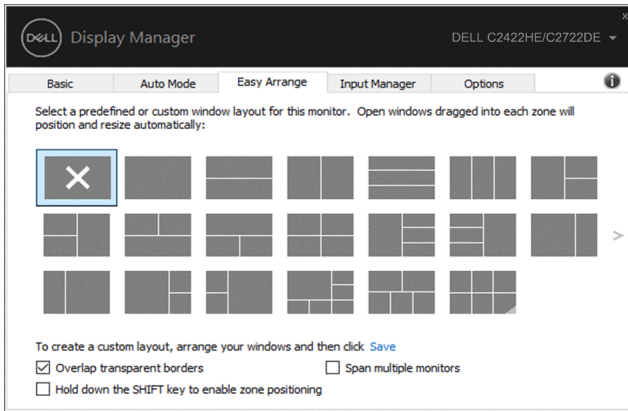 DELL Display Manager DELL C2422HE/C2722DE
Basic Auto Mode Easy Arrange Input Manager Options
Select a predefined or custom window layout for this monitor. Open windows dragged into each zone will
position and resize automatically:
To create a custom layout, arrange your windows and then click Save
Overlap transparent borders Span multiple monitors
Hold down the SHIFT key to enable zone positioning